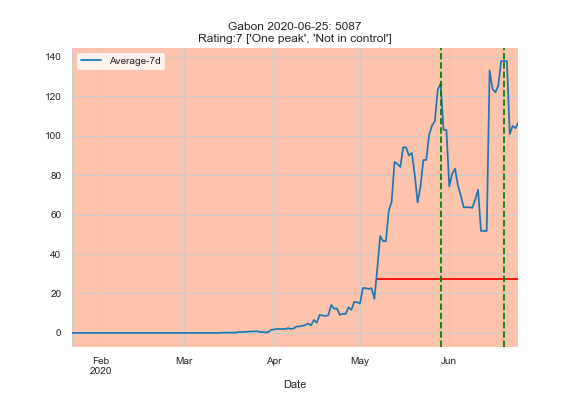 Gabon 2020-06-25: 5087
Rating:7 ['One peak', 'Not in control']
Average-7d
140
120
100
80
60
40
20
0
Feb
2020
Mar
Apr
May
Jun
Date